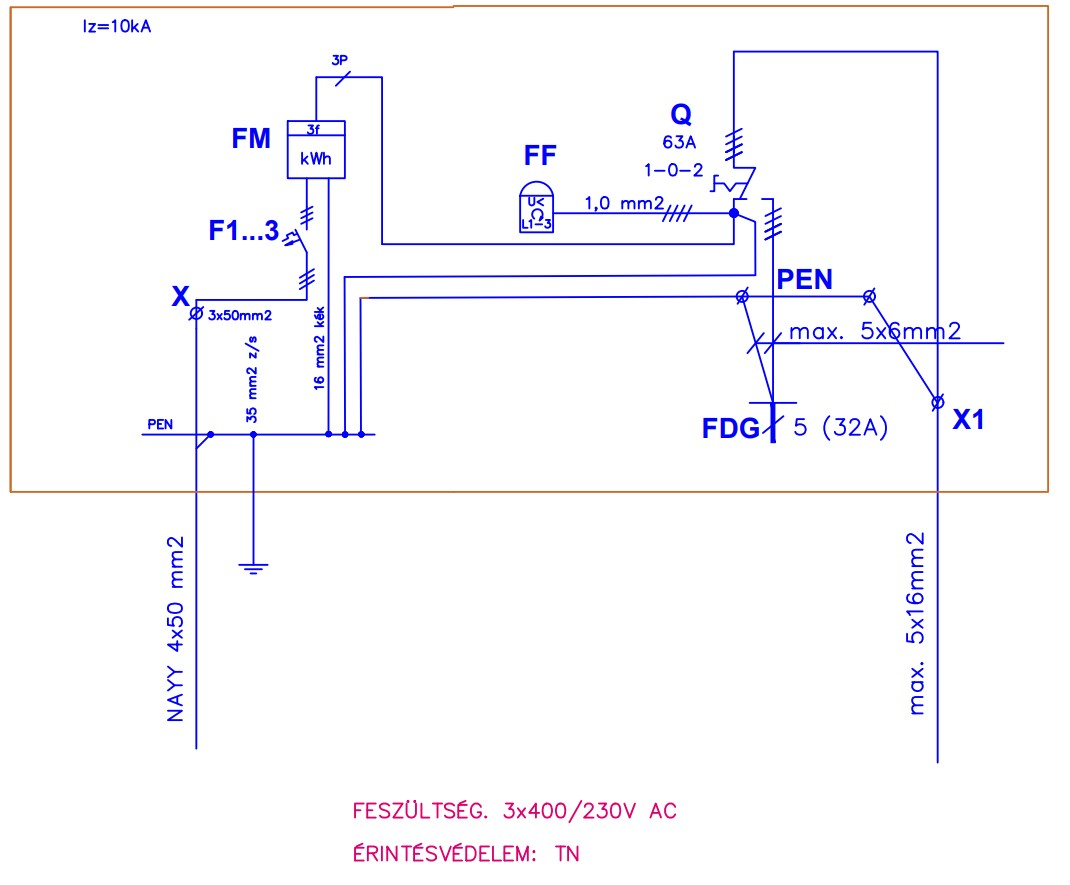 Iz=10kA
3P
Q
3f
FM
63A
kWh
FF
1-0-2
U<
1,0 mm2
L1-3
F1...3
PEN
X
3x50mm2
max. 5x6mm2
35 mm2 z/s
16 mm2 kék
PEN
FDG
5 (32A)
X1
NAYY 4x50 mm2
max. 5x16mm2
FESZÜLTSÉG. 3x400/230V AC
ÉRINTÉSVÉDELEM: TN